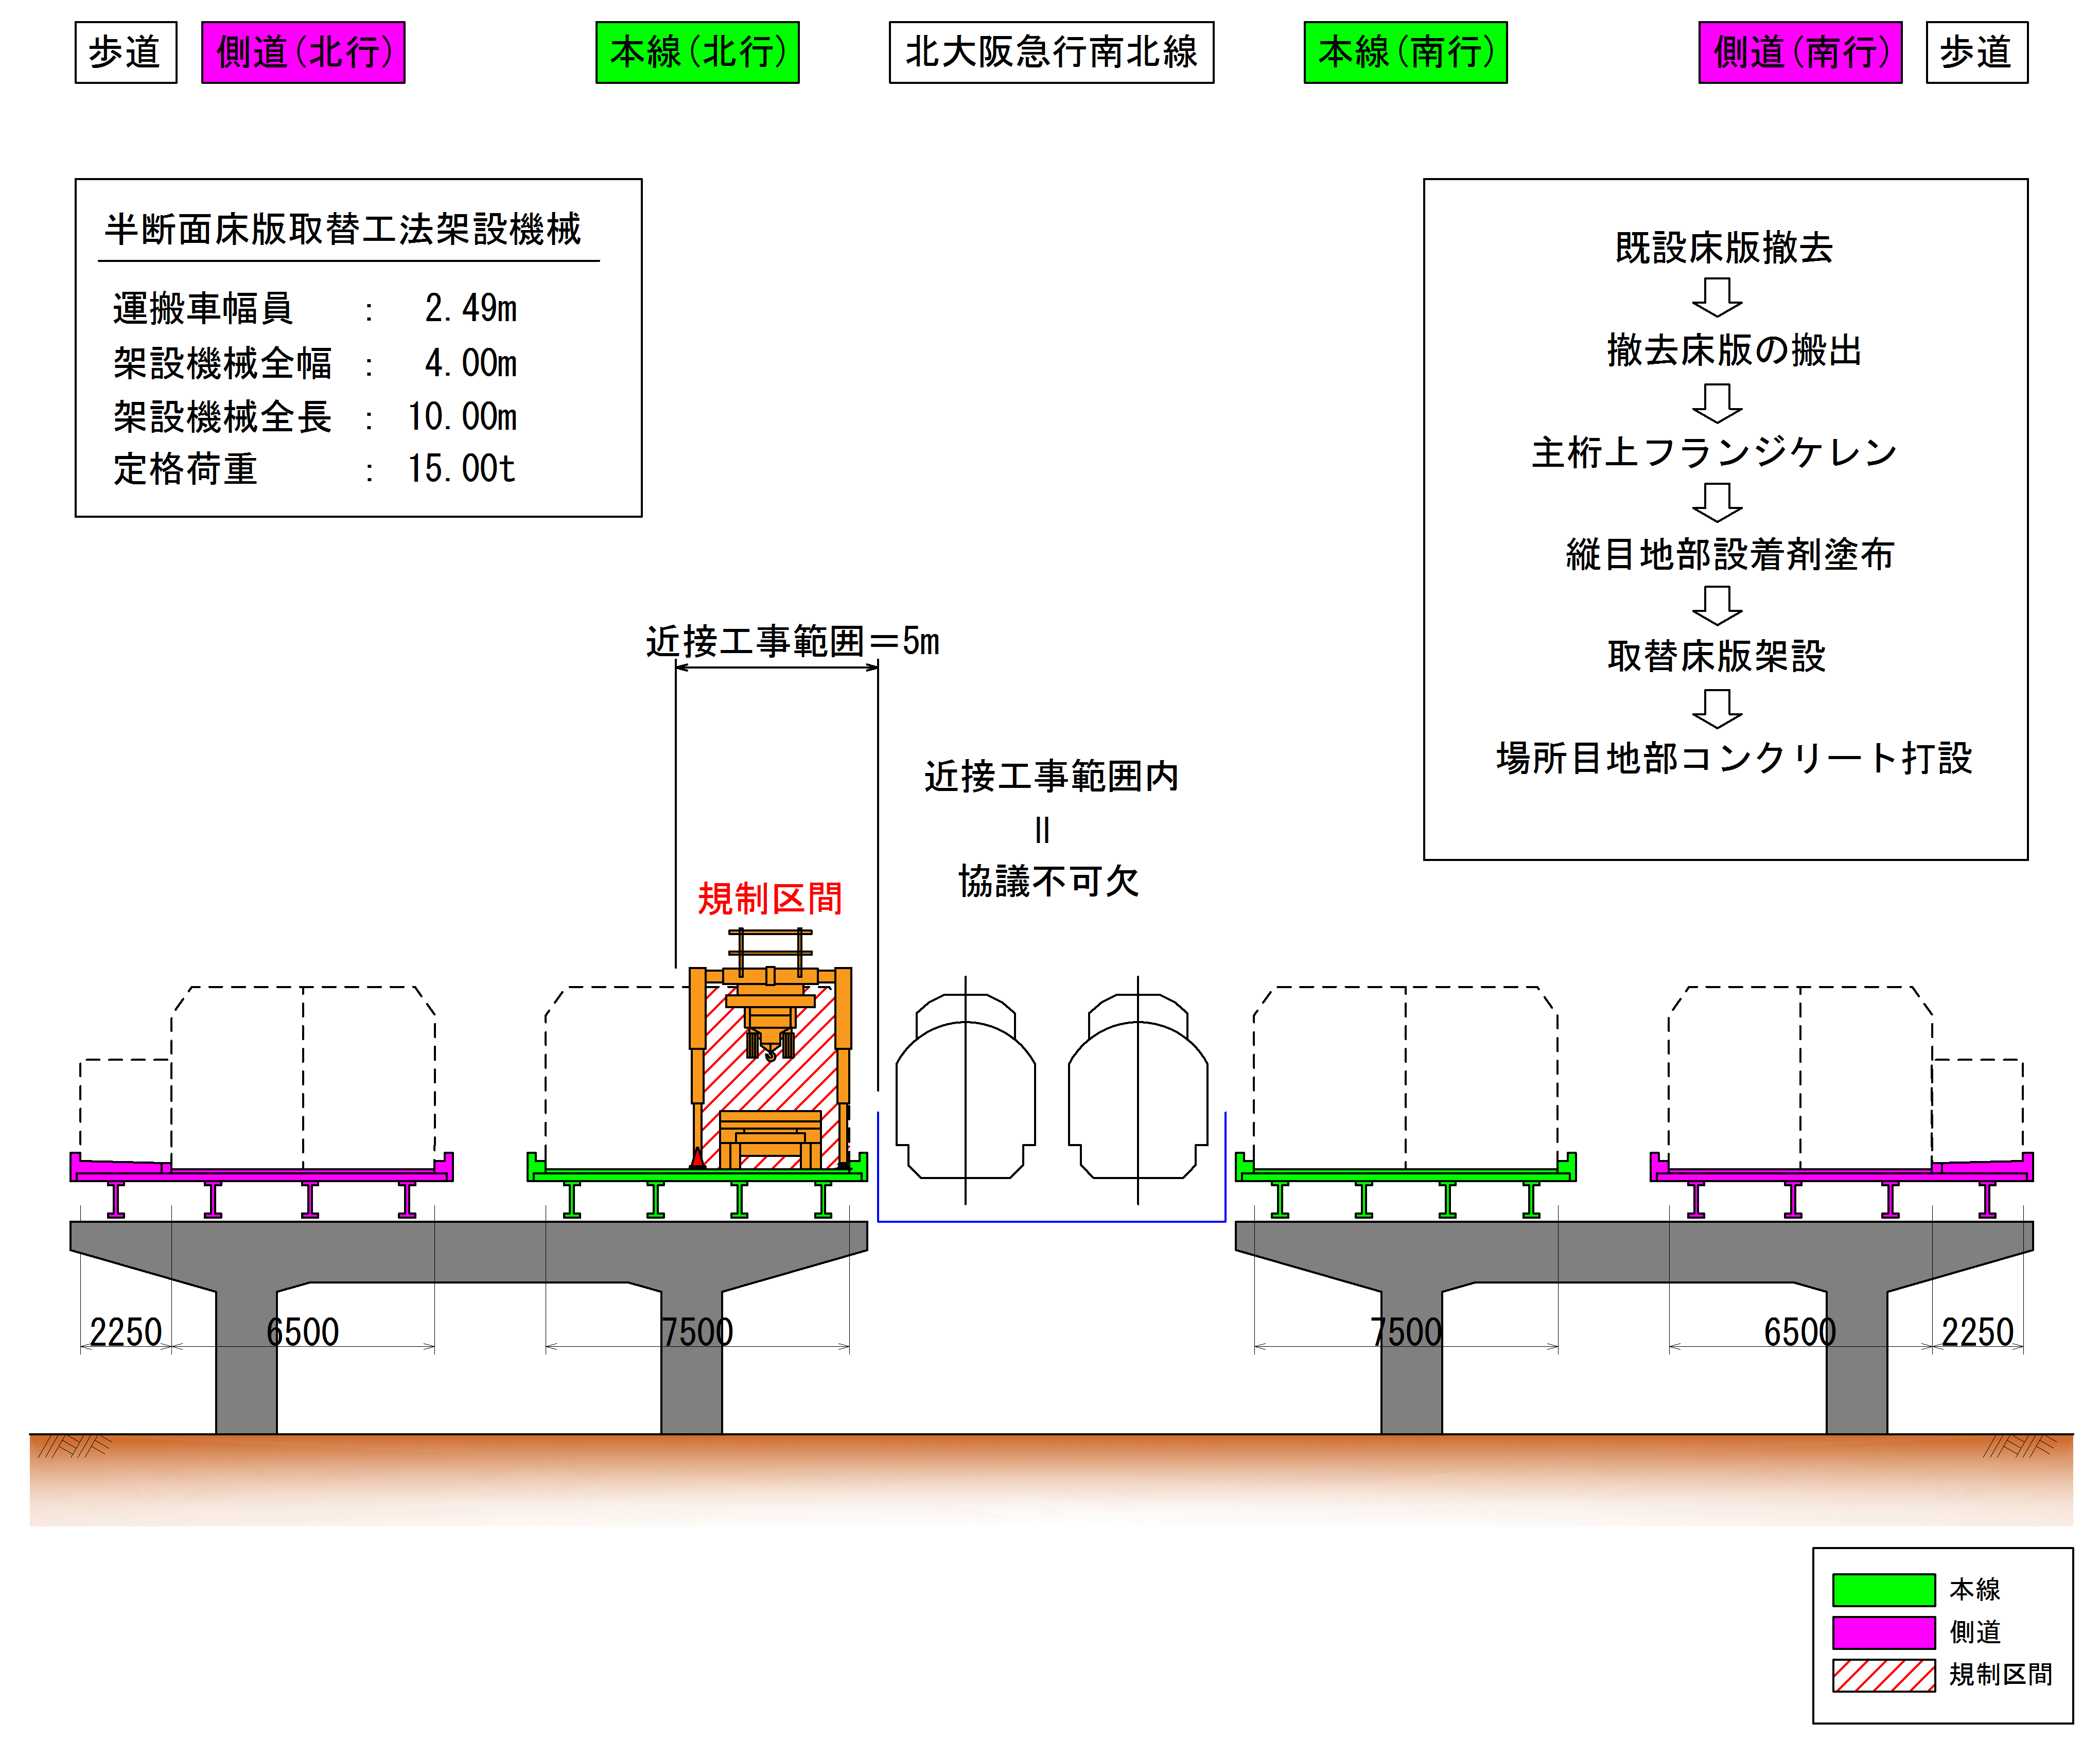 歩道
側道(北行)
本線(北行)
北大阪急行南北線
本線(南行)
側道(南行)
歩道
半断面床版取替工法架設機械
運搬車幅員 : 2.49m
架設機械全幅 : 4.00m
架設機械全長 : 10.00m
定格荷重 : 15.00t
既設床版撤去
撤去床版の搬出
主桁上フランジケレン
縦目地部設着剤塗布
取替床版架設
場所目地部コンクリート打設
近接工事範囲=5m
近接工事範囲内
=
協議不可欠
規制区間
2250
6500
7500
7500
6500
2250
本線
側道
規制区間